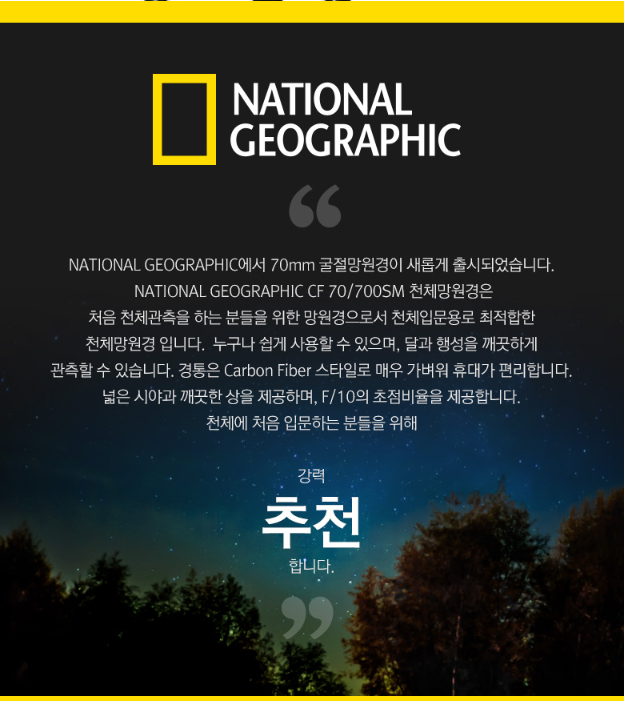 NATIONAL
GEOGRAPHIC
“
NATIONAL GEOGRAPHIC에서 70mm 굴절망원경이 새롭게 출시되었습니다.
NATIONAL GEOGRAPHIC CF 70/700SM 천체망원경은
처음 천체관측을 하는 분들을 위한 망원경으로서 천체입문용로 최적합한
천체망원경 입니다. 누구나 쉽게 사용할 수 있으며, 달과 행성을 깨끗하게
관측할 수 있습니다. 경통은 Carbon Fiber 스타일로 매우 가벼워 휴대가 편리합니다.
넓은 시야과 깨끗한 상을 제공하며, F/10의 초점비율을 제공합니다.
천체에 처음 입문하는 분들을 위해
강력
추천
합니다.
”